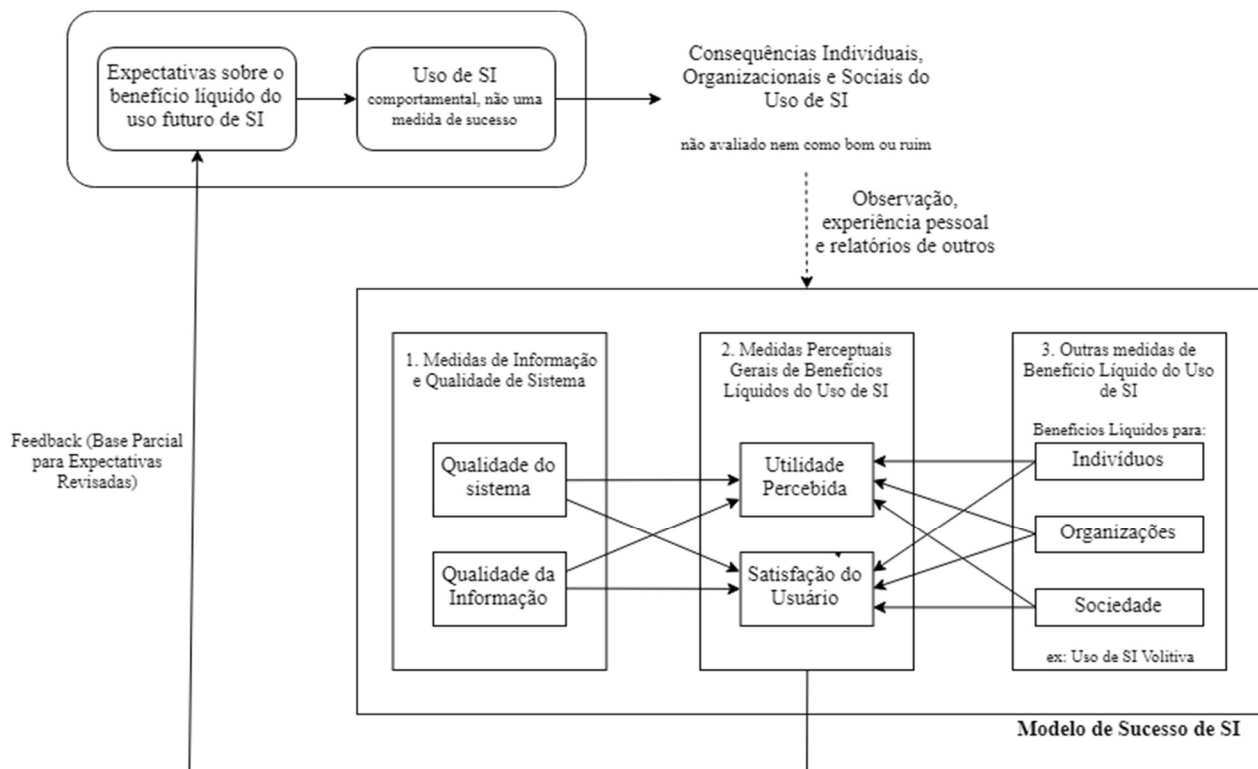 Expectativas sobre o
benefício líquido do
uso futuro de SI
Uso de SI
comportamental, não uma
medida de sucesso
Consequências Individuais,
Organizacionais e Sociais do
Uso de SI
não avaliado nem como bom ou ruim
Observação,
experiência pessoal
e relatórios de outros
Feedback (Base Parcial
para Expectativas
Revisadas)
1. Medidas de Informação
e Qualidade de Sistema
Qualidade do
sistema
Qualidade da
Informação
2. Medidas Perceptuais
Gerais de Benefícios
Líquidos do Uso de SI
Utilidade
Percebida
Satisfação do
Usuário
3. Outras medidas de
Benefício Líquido do Uso
de SI
Benefícios Líquidos para:
Indivíduos
Organizações
Sociedade
ex: Uso de SI Volitiva
Modelo de Sucesso de SI